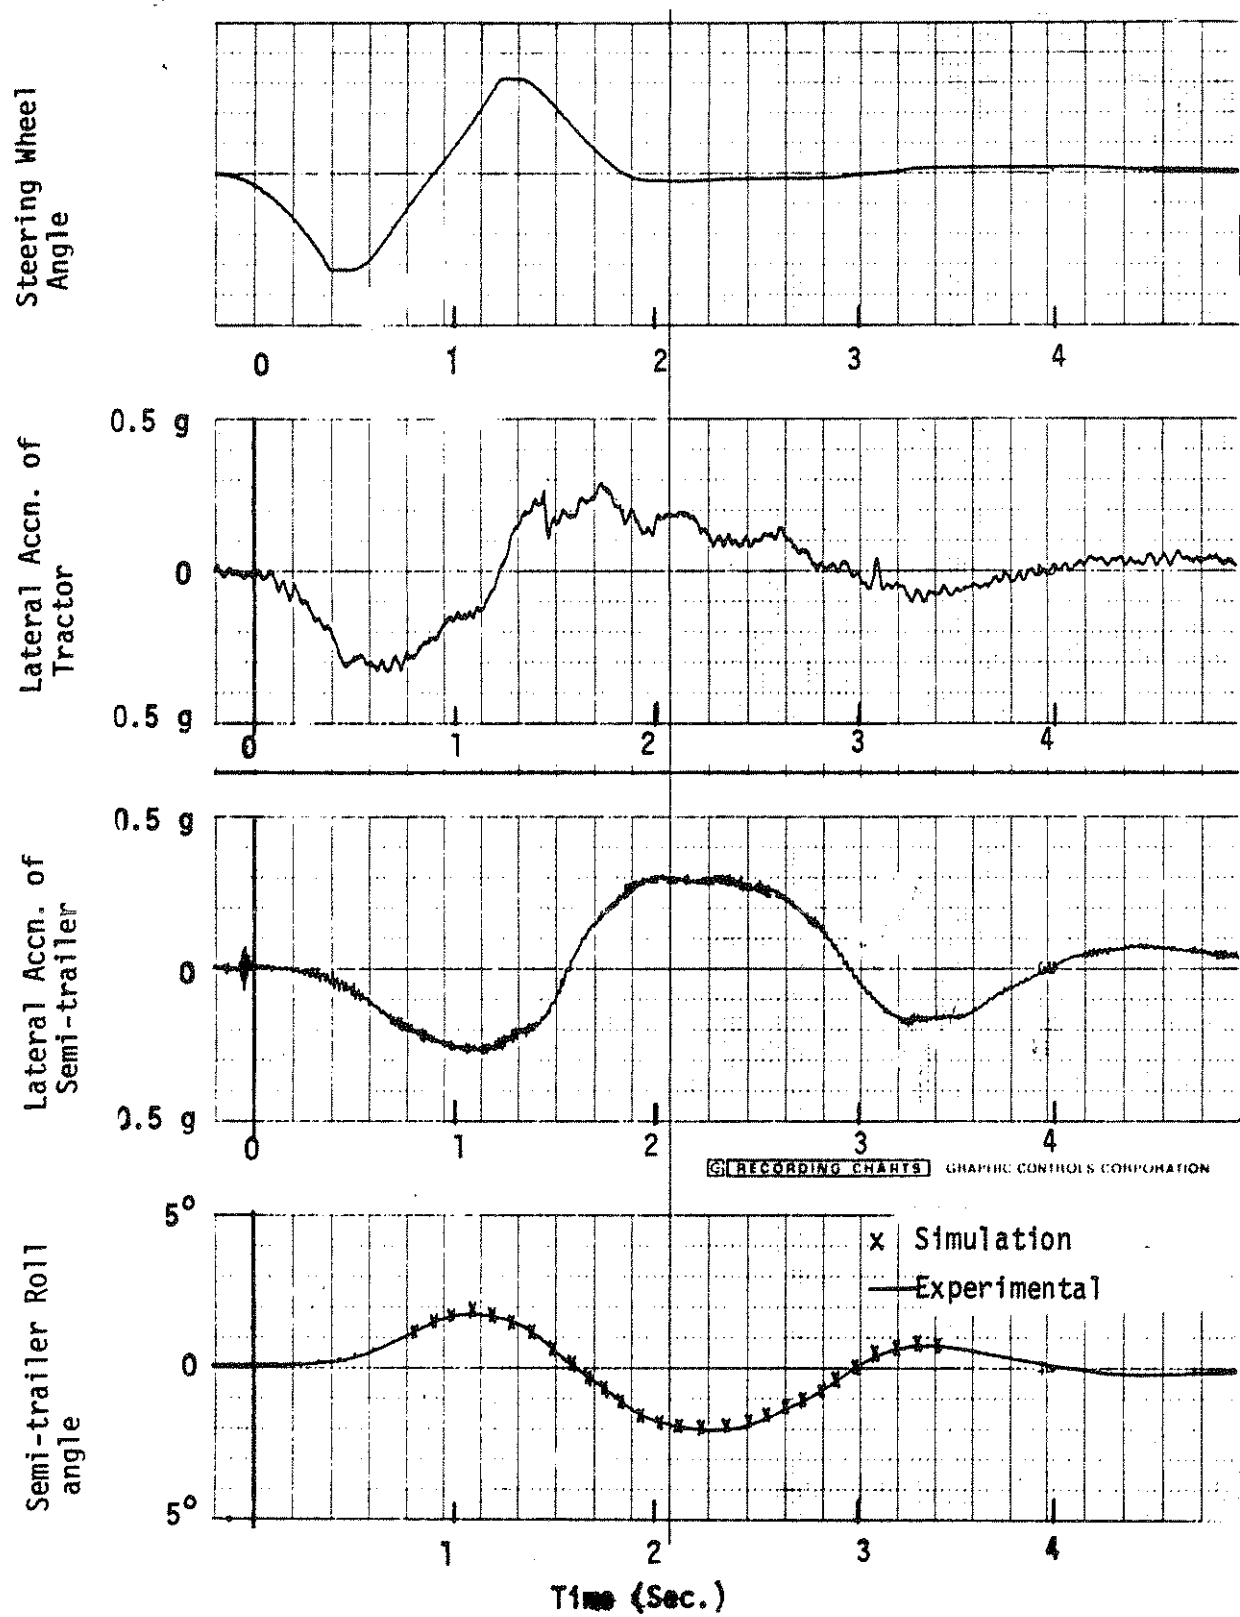 Steering Wheel
Angle
0 1 2 3 4
Lateral Accn. of
Tractor
0.5 g
0
0.5 g
0 1 2 3 4
Lateral Accn. of
Semi-trailer
0.5 g
0
0.5 g
0 1 2 3 4
G RECORDING CHARTS GRAPHIC CONTROLS CORPORATION
Semi-trailer Roll
angle
5°
0
5°
x Simulation
Experimental
1 2 3 4
Time (Sec.)